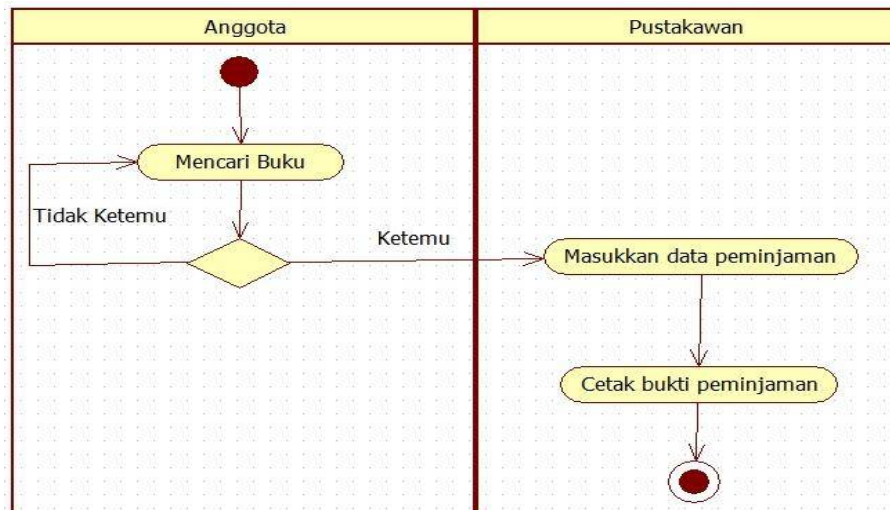 Anggota
Pustakawan
Mencari Buku
Tidak Ketemu
Ketemu
Masukkan data peminjaman
Cetak bukti peminjaman